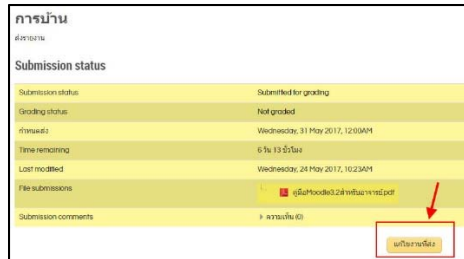 การบ้าน
ส่งรายงาน
Submission status
Submission status Submitted for grading
Grading status Not graded
กำหนดส่ง Wednesday, 31 May 2017, 12:00AM
Time remaining 6 วัน 13 ชั่วโมง
Last modified Wednesday, 24 May 2017, 10:23AM
File submissions คู่มือMoodle3.2สำหรับอาจารย์.pdf
Submission comments ความเห็น (0)
แก้ไขงานที่ส่ง